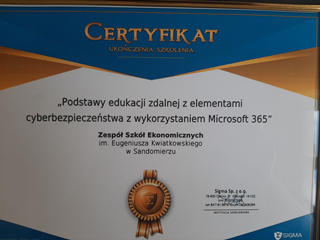 CERTYFIKAT
UKOŃCZENIA SZKOLENIA
„Podstawy edukacji zdalnej z elementami
cyberbezpieczeństwa z wykorzystaniem Microsoft 365”
Zespół Szkół Ekonomicznych
im. Eugeniusza Kwiatkowskiego
w Sandomierzu
Sigma Sp. z o.o.
SIGMA